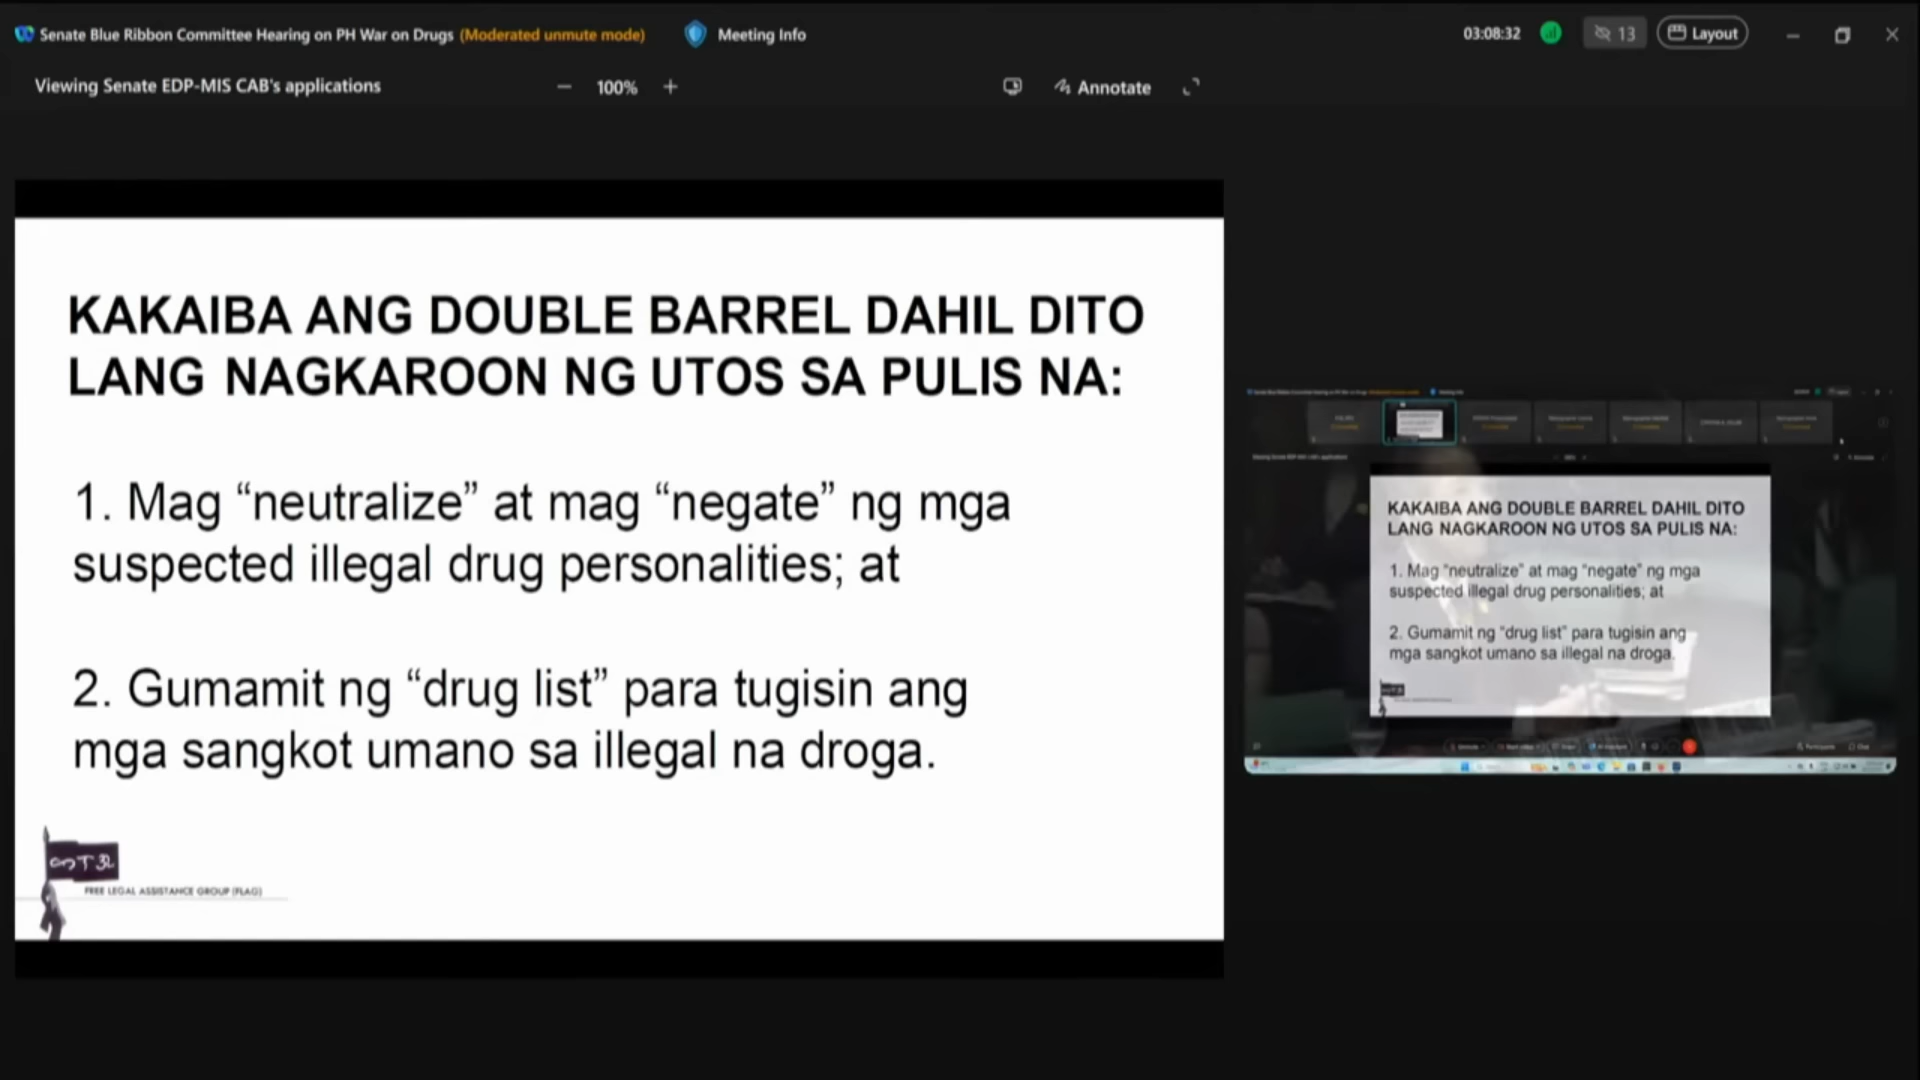 Senate Blue Ribbon Committee Hearing on PH War on Drugs (Moderated unmute mode) Meeting Info 03:08:32 13 Layout
Viewing Senate EDP-MIS CAB's applications 100% Annotate
KAKAIBA ANG DOUBLE BARREL DAHIL DITO
LANG NAGKAROON NG UTOS SA PULIS NA:
1. Mag “neutralize” at mag “negate” ng mga
suspected illegal drug personalities; at
2. Gumamit ng “drug list” para tugisin ang
mga sangkot umano sa illegal na droga.
FREE LEGAL ASSISTANCE GROUP (FLAG)
KAKAIBA ANG DOUBLE BARREL DAHIL DITO
LANG NAGKAROON NG UTOS SA PULIS NA:
1. Mag “neutralize” at mag “negate” ng mga
suspected illegal drug personalities; at
2. Gumamit ng “drug list” para tugisin ang
mga sangkot umano sa illegal na droga.